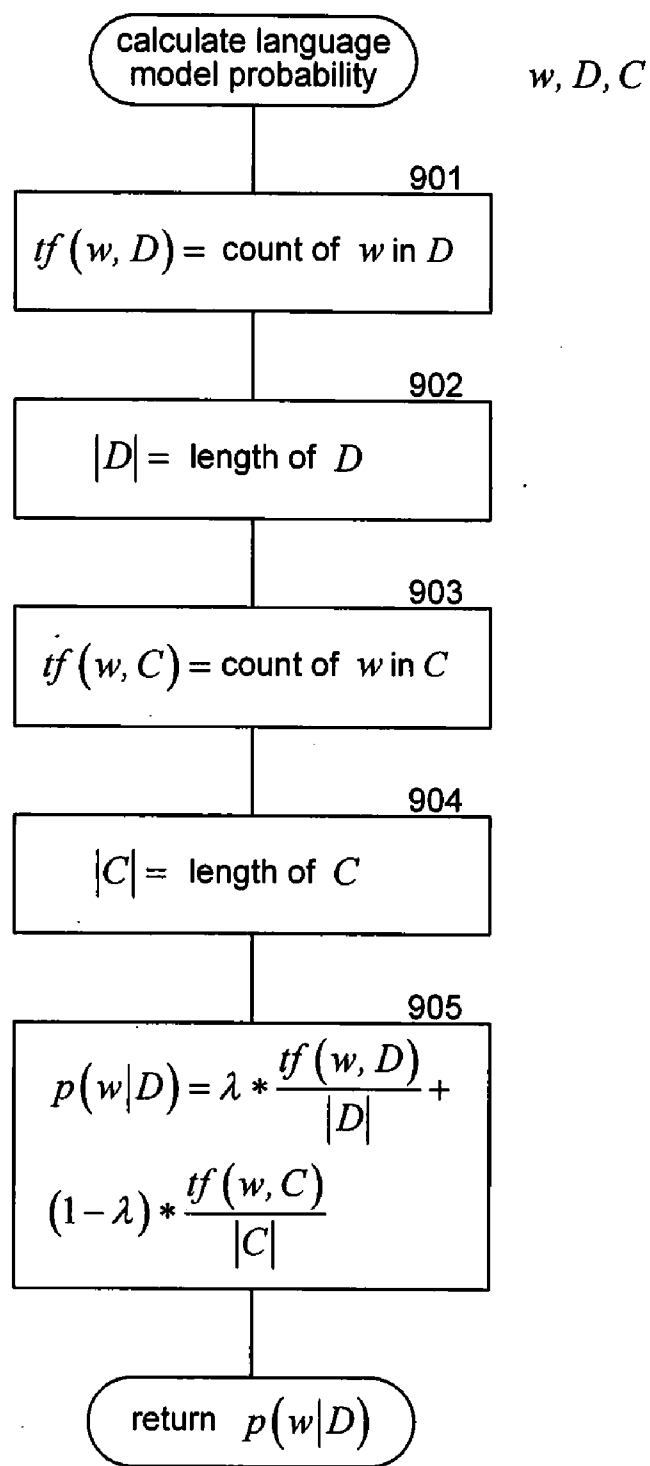 calculate language
model probability
w, D, C
901
tf(w, D) = count of w in D
902
|D| = length of D
903
tf(w, C) = count of w in C
904
|C| = length of C
905
p(w|D) = λ * tf(w, D) / |D| +
(1 - λ) * tf(w, C) / |C|
return p(w|D)